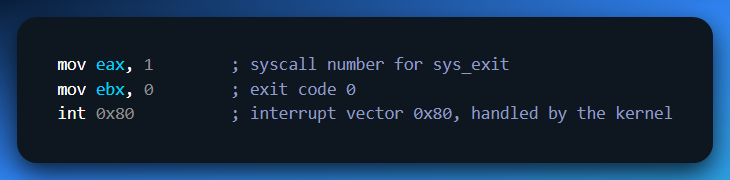 mov eax, 1        ; syscall number for sys_exit
mov ebx, 0        ; exit code 0
int 0x80          ; interrupt vector 0x80, handled by the kernel